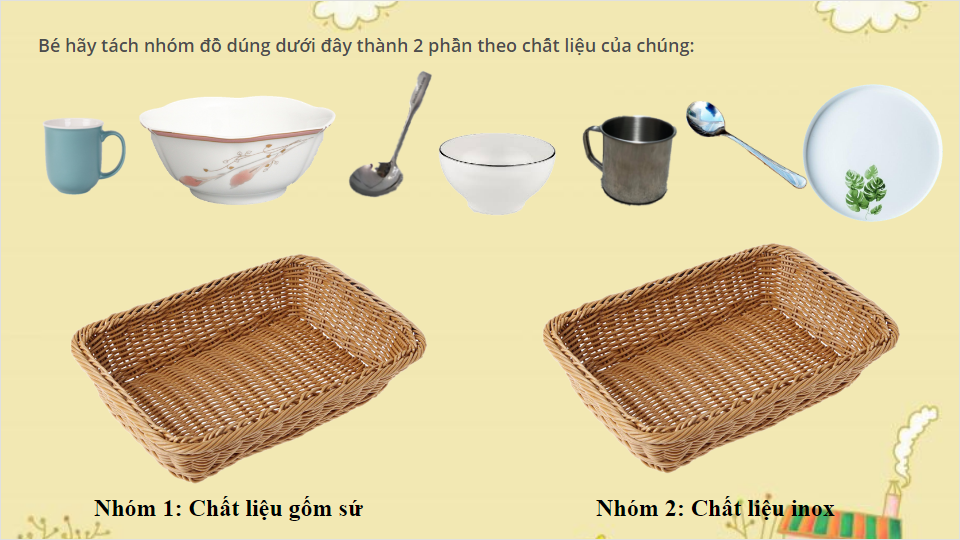 Bé hãy tách nhóm đồ dúng dưới đây thành 2 phần theo chất liệu của chúng:
Nhóm 1: Chất liệu gốm sứ
Nhóm 2: Chất liệu inox